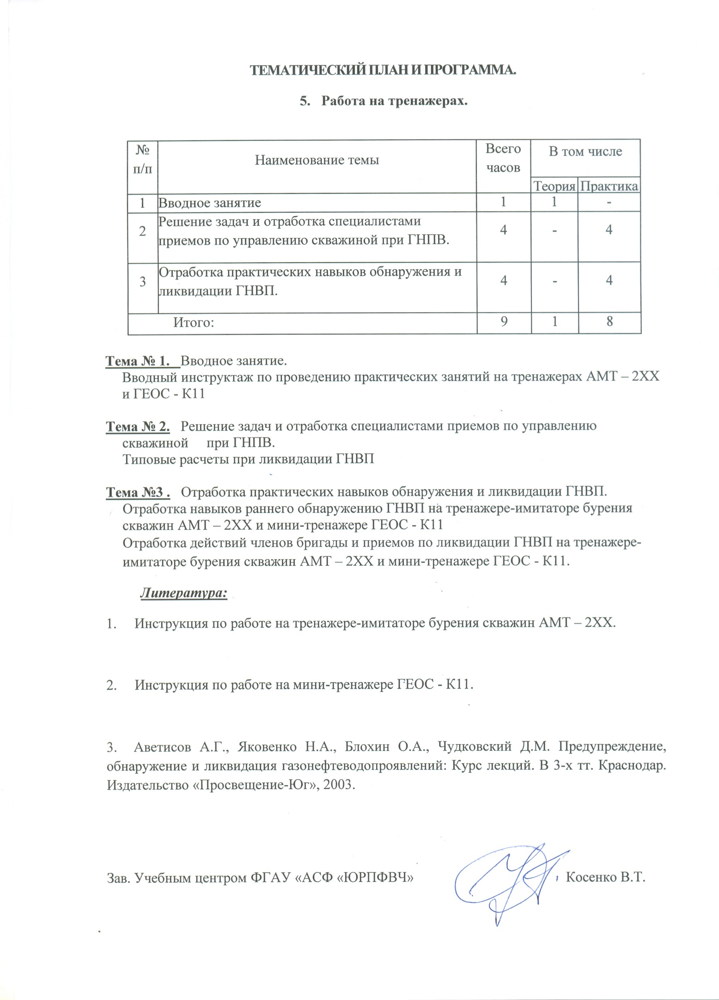 ТЕМАТИЧЕСКИЙ ПЛАН И ПРОГРАММА.
5. Работа на тренажерах.
№ п/п Наименование темы Всего часов В том числе
Теория Практика
1 Вводное занятие 1 1 -
2 Решение задач и отработка специалистами
приемов по управлению скважиной при ГНПВ. 4 - 4
3 Отработка практических навыков обнаружения и
ликвидации ГНВП. 4 - 4
Итого: 9 1 8
Тема № 1. Вводное занятие.
Вводный инструктаж по проведению практических занятий на тренажерах АМТ – 2ХХ
и ГЕОС - К11
Тема № 2. Решение задач и отработка специалистами приемов по управлению
скважиной при ГНПВ.
Типовые расчеты при ликвидации ГНВП
Тема №3 . Отработка практических навыков обнаружения и ликвидации ГНВП.
Отработка навыков раннего обнаружению ГНВП на тренажере-имитаторе бурения
скважин АМТ – 2ХХ и мини-тренажере ГЕОС - К11
Отработка действий членов бригады и приемов по ликвидации ГНВП на тренажере-
имитаторе бурения скважин АМТ – 2ХХ и мини-тренажере ГЕОС - К11.
Литература:
1. Инструкция по работе на тренажере-имитаторе бурения скважин АМТ – 2ХХ.
2. Инструкция по работе на мини-тренажере ГЕОС - К11.
3. Аветисов А.Г., Яковенко Н.А., Блохин О.А., Чудковский Д.М. Предупреждение,
обнаружение и ликвидация газонефтеводопроявлений: Курс лекций. В 3-х тт. Краснодар.
Издательство «Просвещение-Юг», 2003.
Зав. Учебным центром ФГАУ «АСФ «ЮРПФВЧ» Косенко В.Т.